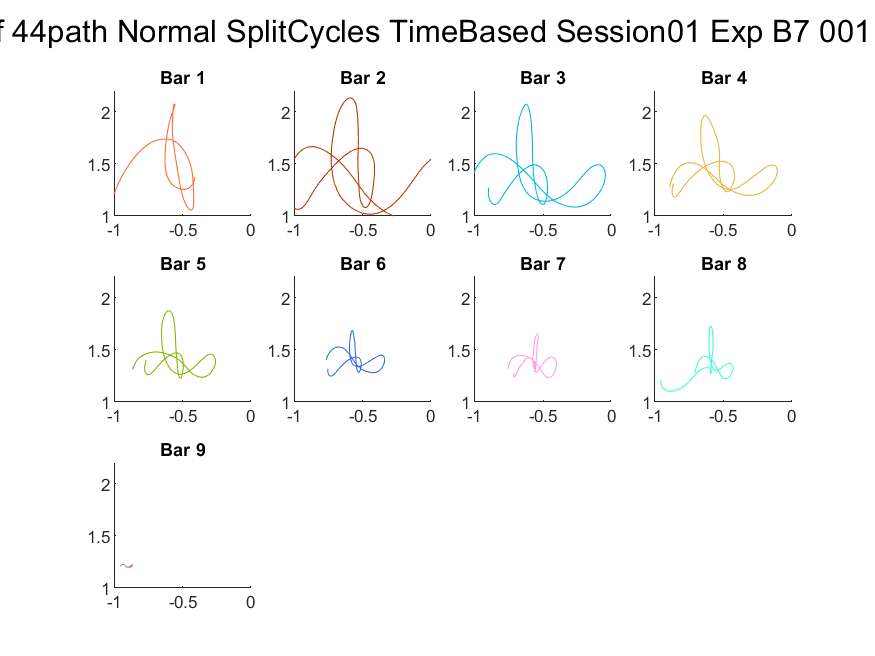 f 44path Normal SplitCycles TimeBased Session01 Exp B7 001
Bar 1 Bar 2 Bar 3 Bar 4
2 2 2 2
1.5 1.5 1.5 1.5
1 1 1 1
-1 -0.5 0 -1 -0.5 0 -1 -0.5 0 -1 -0.5 0
Bar 5 Bar 6 Bar 7 Bar 8
2 2 2 2
1.5 1.5 1.5 1.5
1 1 1 1
-1 -0.5 0 -1 -0.5 0 -1 -0.5 0 -1 -0.5 0
Bar 9
2
1.5
1
-1 -0.5 0